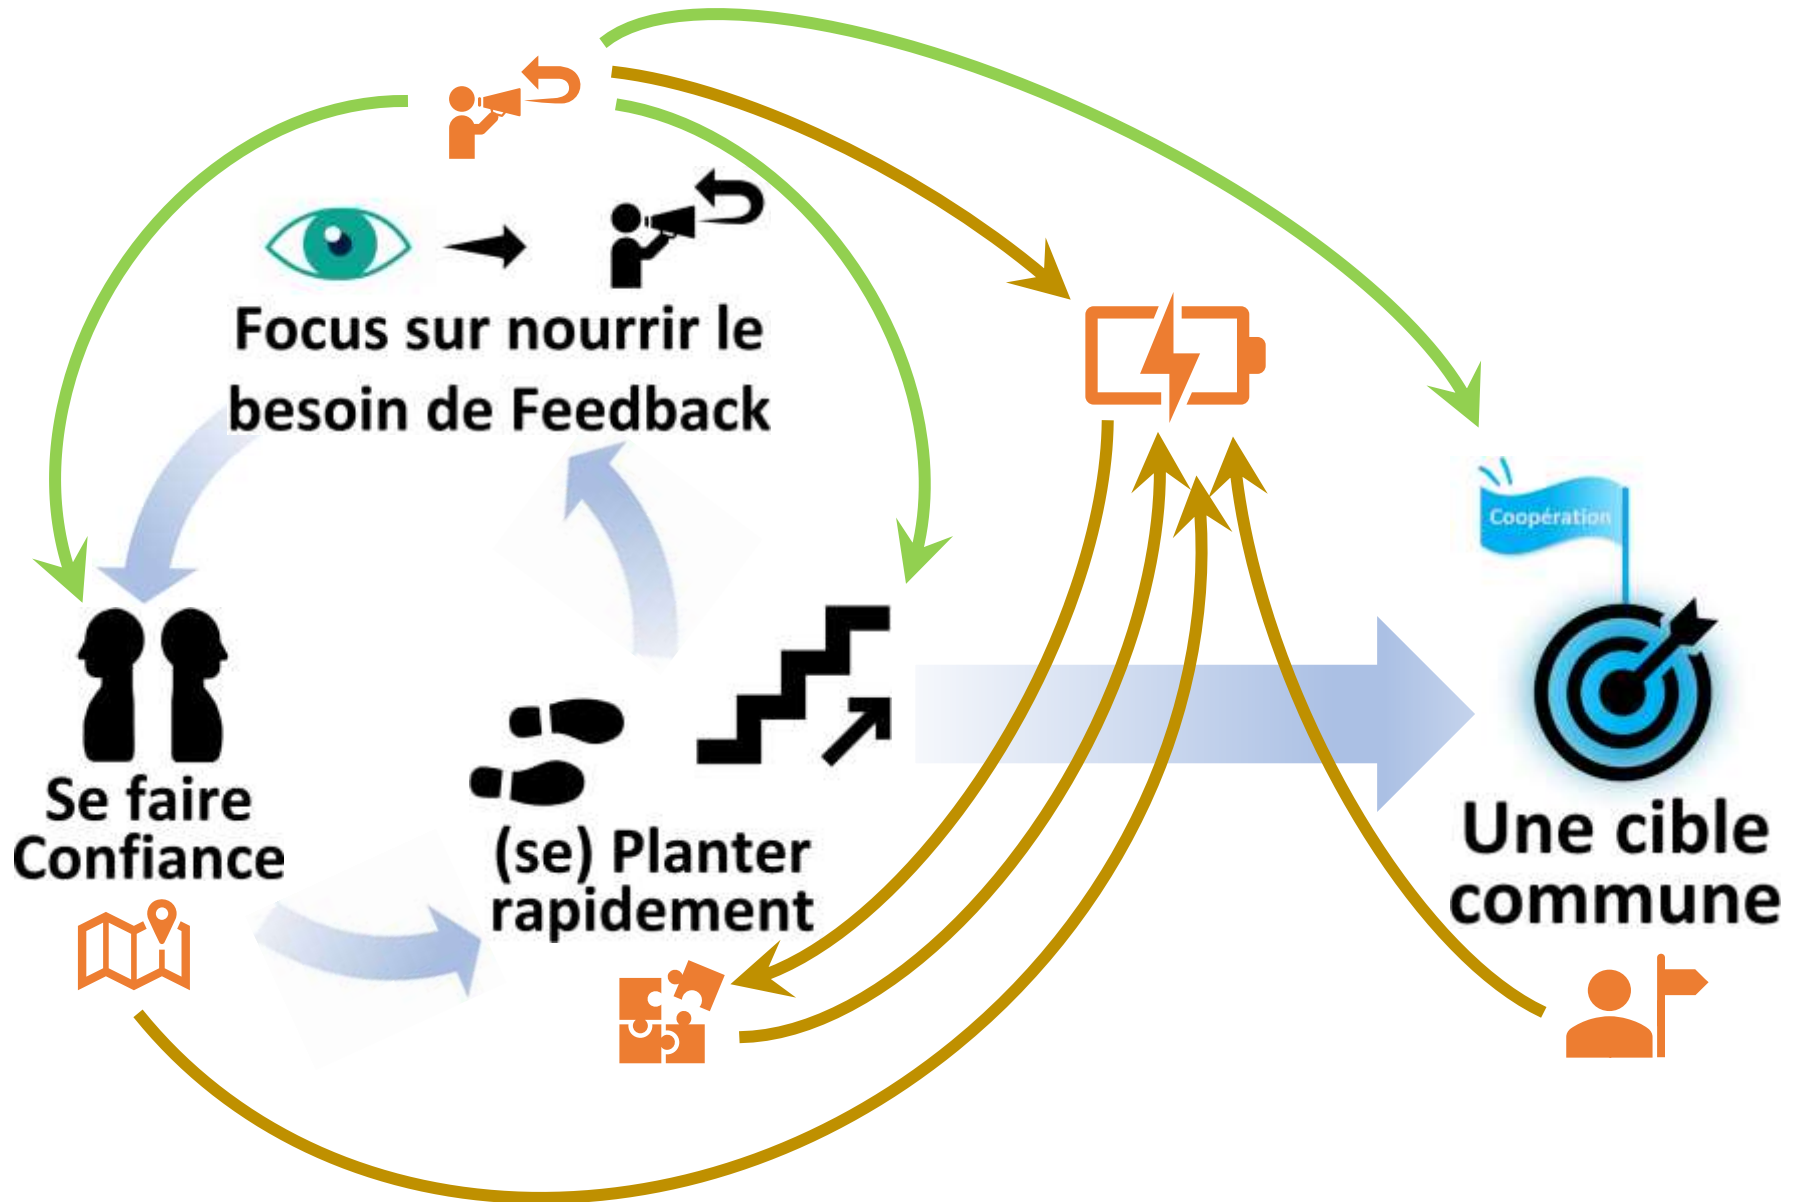 Focus sur nourrir le
besoin de Feedback
Coopération
Se faire
Confiance
(se) Planter
rapidement
Une cible
commune